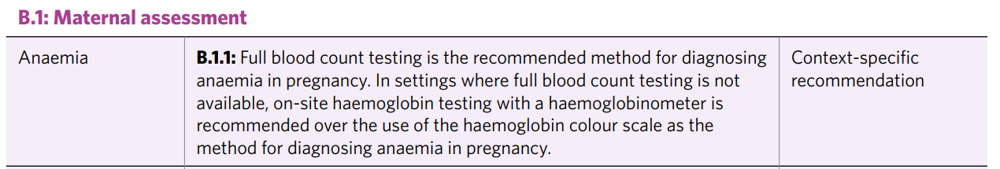 B.1: Maternal assessment
Anaemia
B.1.1: Full blood count testing is the recommended method for diagnosing
anaemia in pregnancy. In settings where full blood count testing is not
available, on-site haemoglobin testing with a haemoglobinometer is
recommended over the use of the haemoglobin colour scale as the
method for diagnosing anaemia in pregnancy.
Context-specific
recommendation